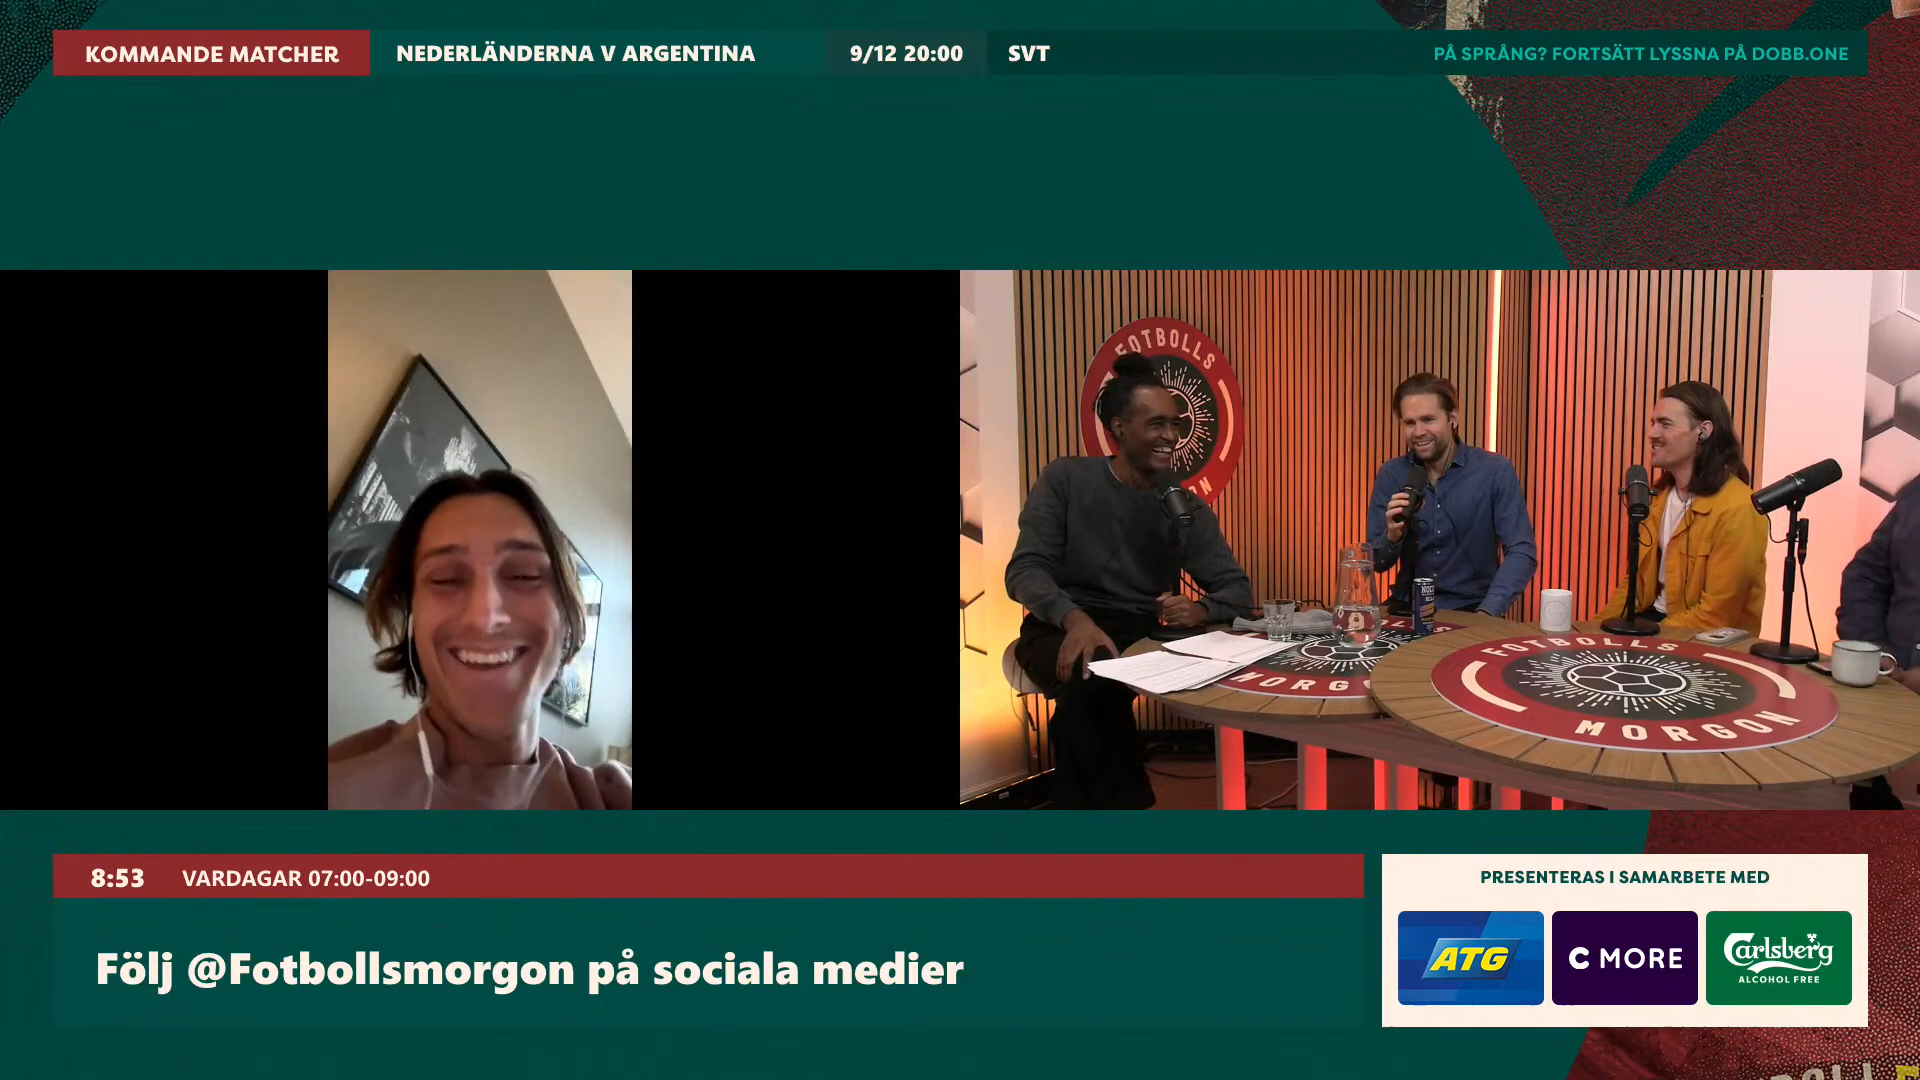 KOMMANDE MATCHER NEDERLÄNDERNA V ARGENTINA 9/12 20:00 SVT PÅ SPRÅNG? FORTSÄTT LYSSNA PÅ DOBB.ONE
FOTBOLLS
NOCCO
FOTBOLLS
MORGON
MORGON
8:53 VARDAGAR 07:00-09:00
Följ @Fotbollsmorgon på sociala medier
PRESENTERAS I SAMARBETE MED
ATG
C MORE
Carlsberg
ALCOHOL FREE